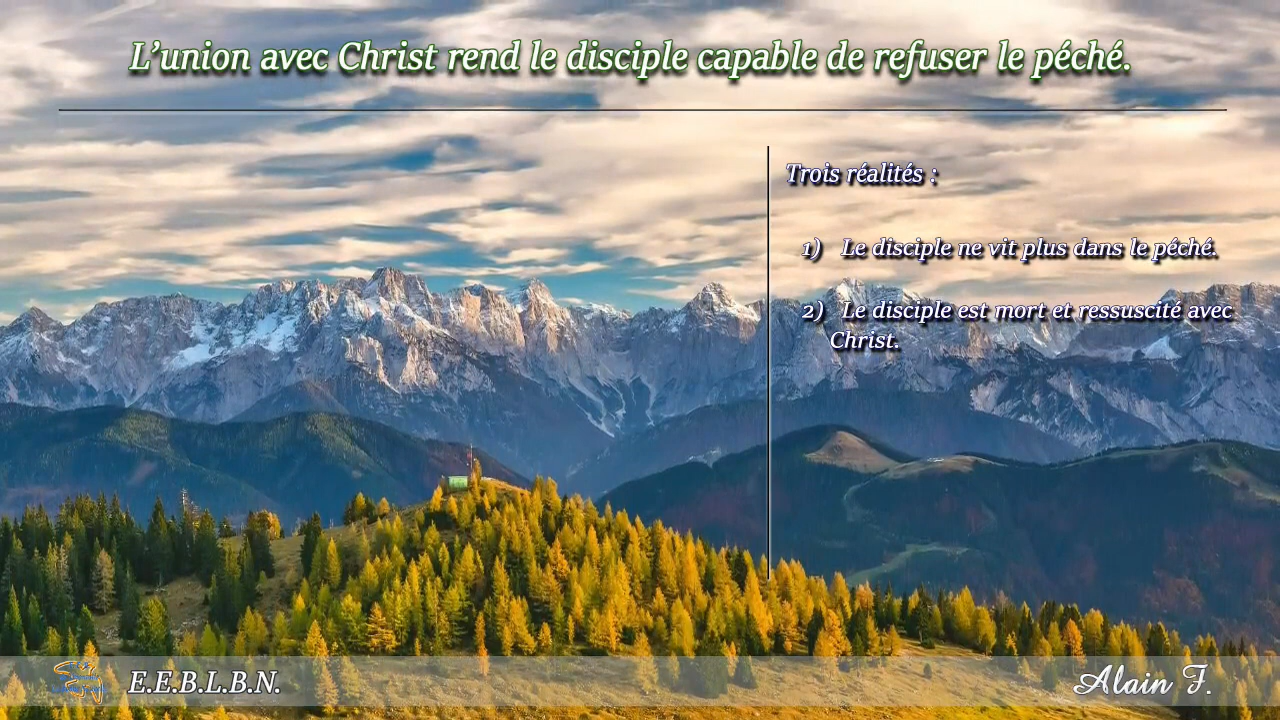 L’union avec Christ rend le disciple capable de refuser le péché.
Trois réalités :
1) Le disciple ne vit plus dans le péché.
2) Le disciple est mort et ressuscité avec
Christ.
E.E.B.L.B.N.
Alain F.